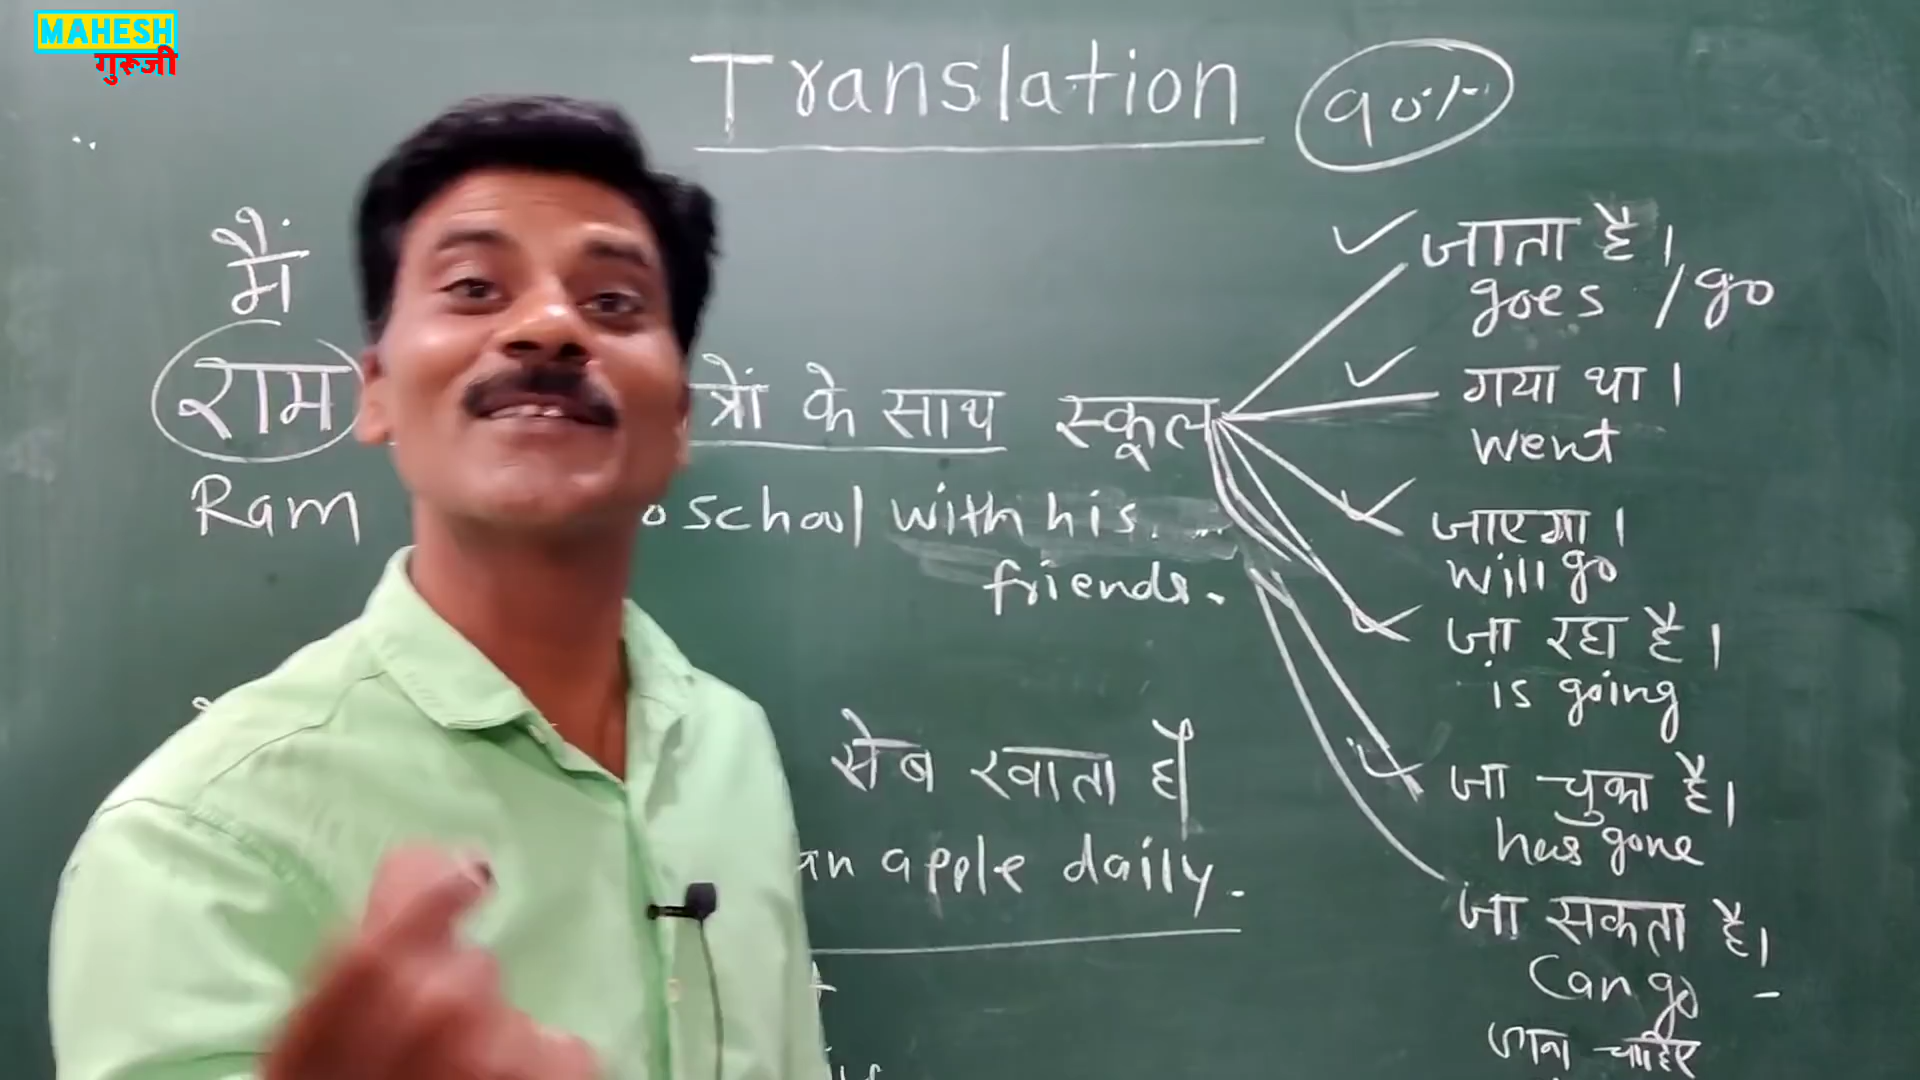 MAHESH
गुरूजी
Translation 90%
मैं
राम
त्रों के साथ स्कूल
Ram
o school with his
friends.
जाता है।
goes / go
गया था।
went
जाएगा।
will go
जा रहा है।
is going
जा चुका है।
has gone
जा सकता है।
Can go -
जाना चाहिए
सेब खाता है
an apple daily.